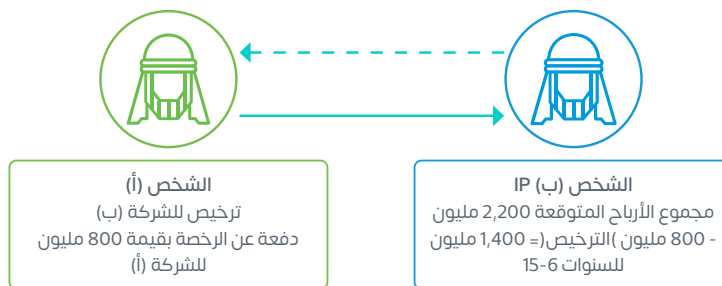 الشخص (أ)
ترخيص للشركة (ب)
دفعة عن الرخصة بقيمة 800 مليون
للشركة (أ)
الشخص (ب) IP
مجموع الأرباح المتوقعة 2,200 مليون
- 800 مليون )الترخيص(= 1,400 مليون
للسنوات 6-15